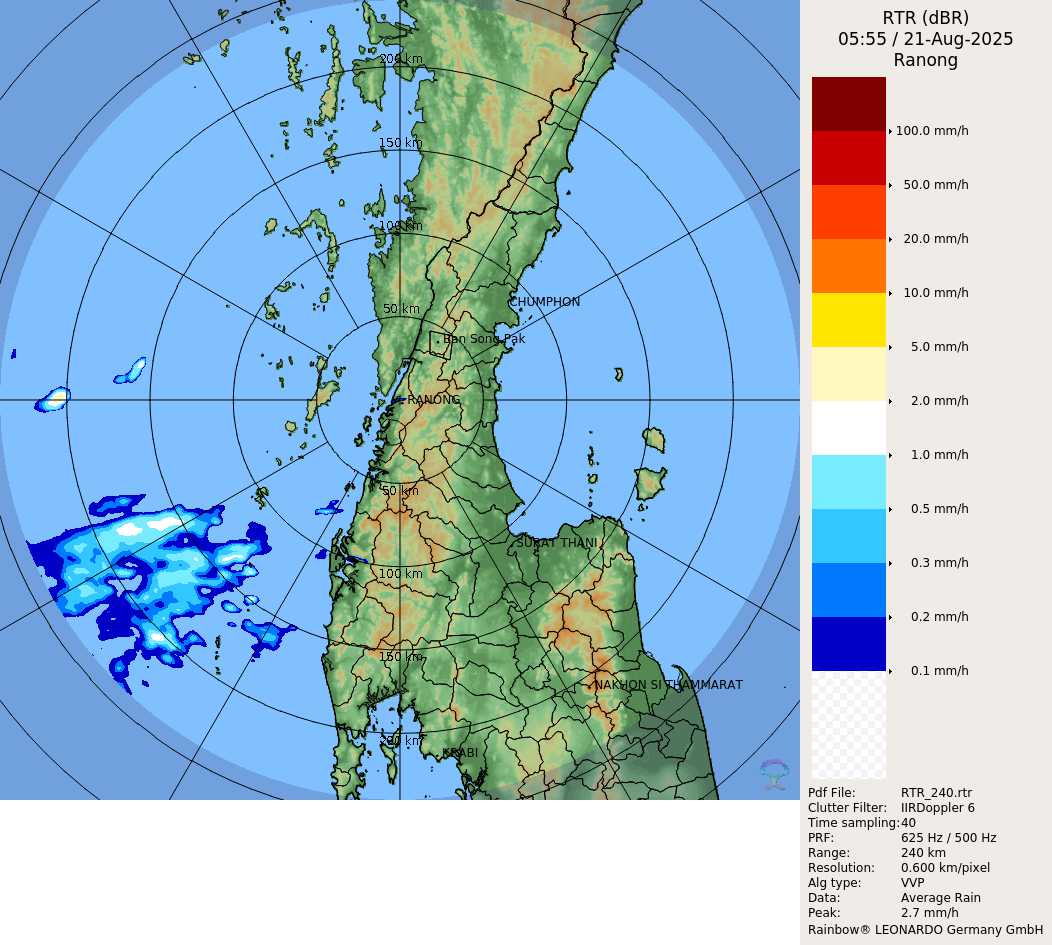 RTR (dBR)
05:55 / 21-Aug-2025
Ranong
100.0 mm/h
50.0 mm/h
20.0 mm/h
10.0 mm/h
5.0 mm/h
2.0 mm/h
1.0 mm/h
0.5 mm/h
0.3 mm/h
0.2 mm/h
0.1 mm/h
Pdf File: RTR_240.rtr
Clutter Filter: IIRDoppler 6
Time sampling:40
PRF: 625 Hz / 500 Hz
Range: 240 km
Resolution: 0.600 km/pixel
Alg type: VVP
Data: Average Rain
Peak: 2.7 mm/h
Rainbow® LEONARDO Germany GmbH
200 km
150 km
100 km
50 km
CHUMPHON
Ban Song Pak
RANONG
50 km
SURAT THANI
100 km
150 km
NAKHON SI THAMMARAT
200 km
KRABI